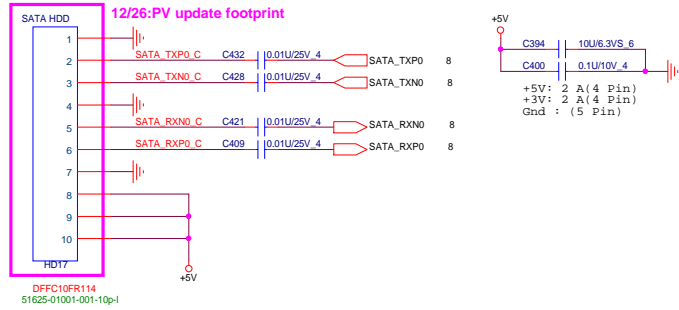 12/26:PV update footprint
SATA HDD
1
2 SATA_TXP0_C C432 0.01U/25V_4 SATA_TXP0 8
3 SATA_TXN0_C C428 0.01U/25V_4 SATA_TXN0 8
4
5 SATA_RXN0_C C421 0.01U/25V_4 SATA_RXN0 8
6 SATA_RXP0_C C409 0.01U/25V_4 SATA_RXP0 8
7
8
9
10
HD17
+5V
DFFC10FR114
51625-01001-001-10p-l
+5V
C394 10U/6.3VS_6
C400 0.1U/10V_4
+5V: 2 A(4 Pin)
+3V: 2 A(4 Pin)
Gnd : (5 Pin)